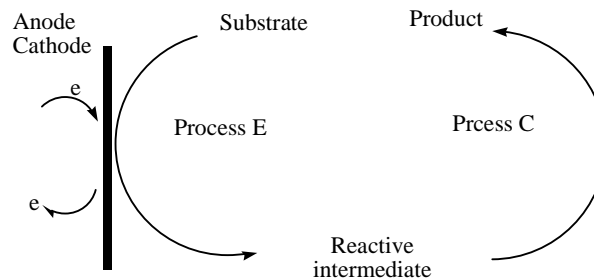 Anode
Cathode
Substrate
Product
e
Process E
Prcess C
e
Reactive
intermediate